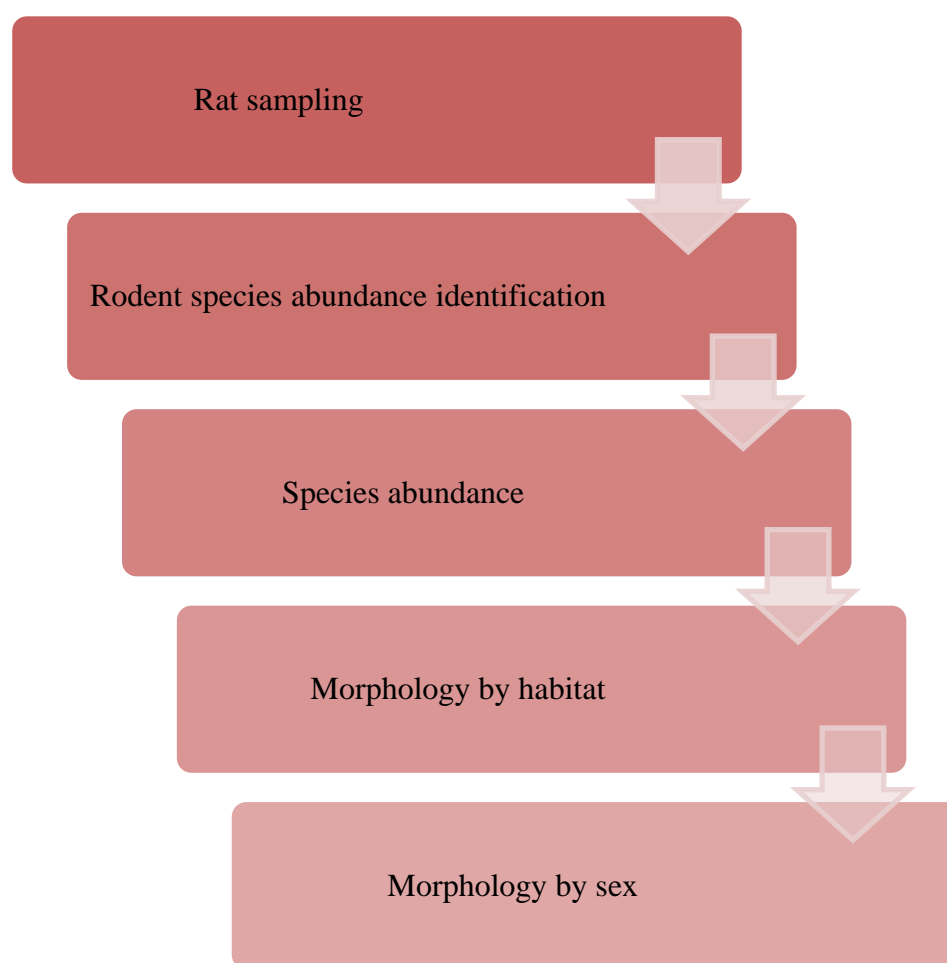 Rat sampling
Rodent species abundance identification
Species abundance
Morphology by habitat
Morphology by sex